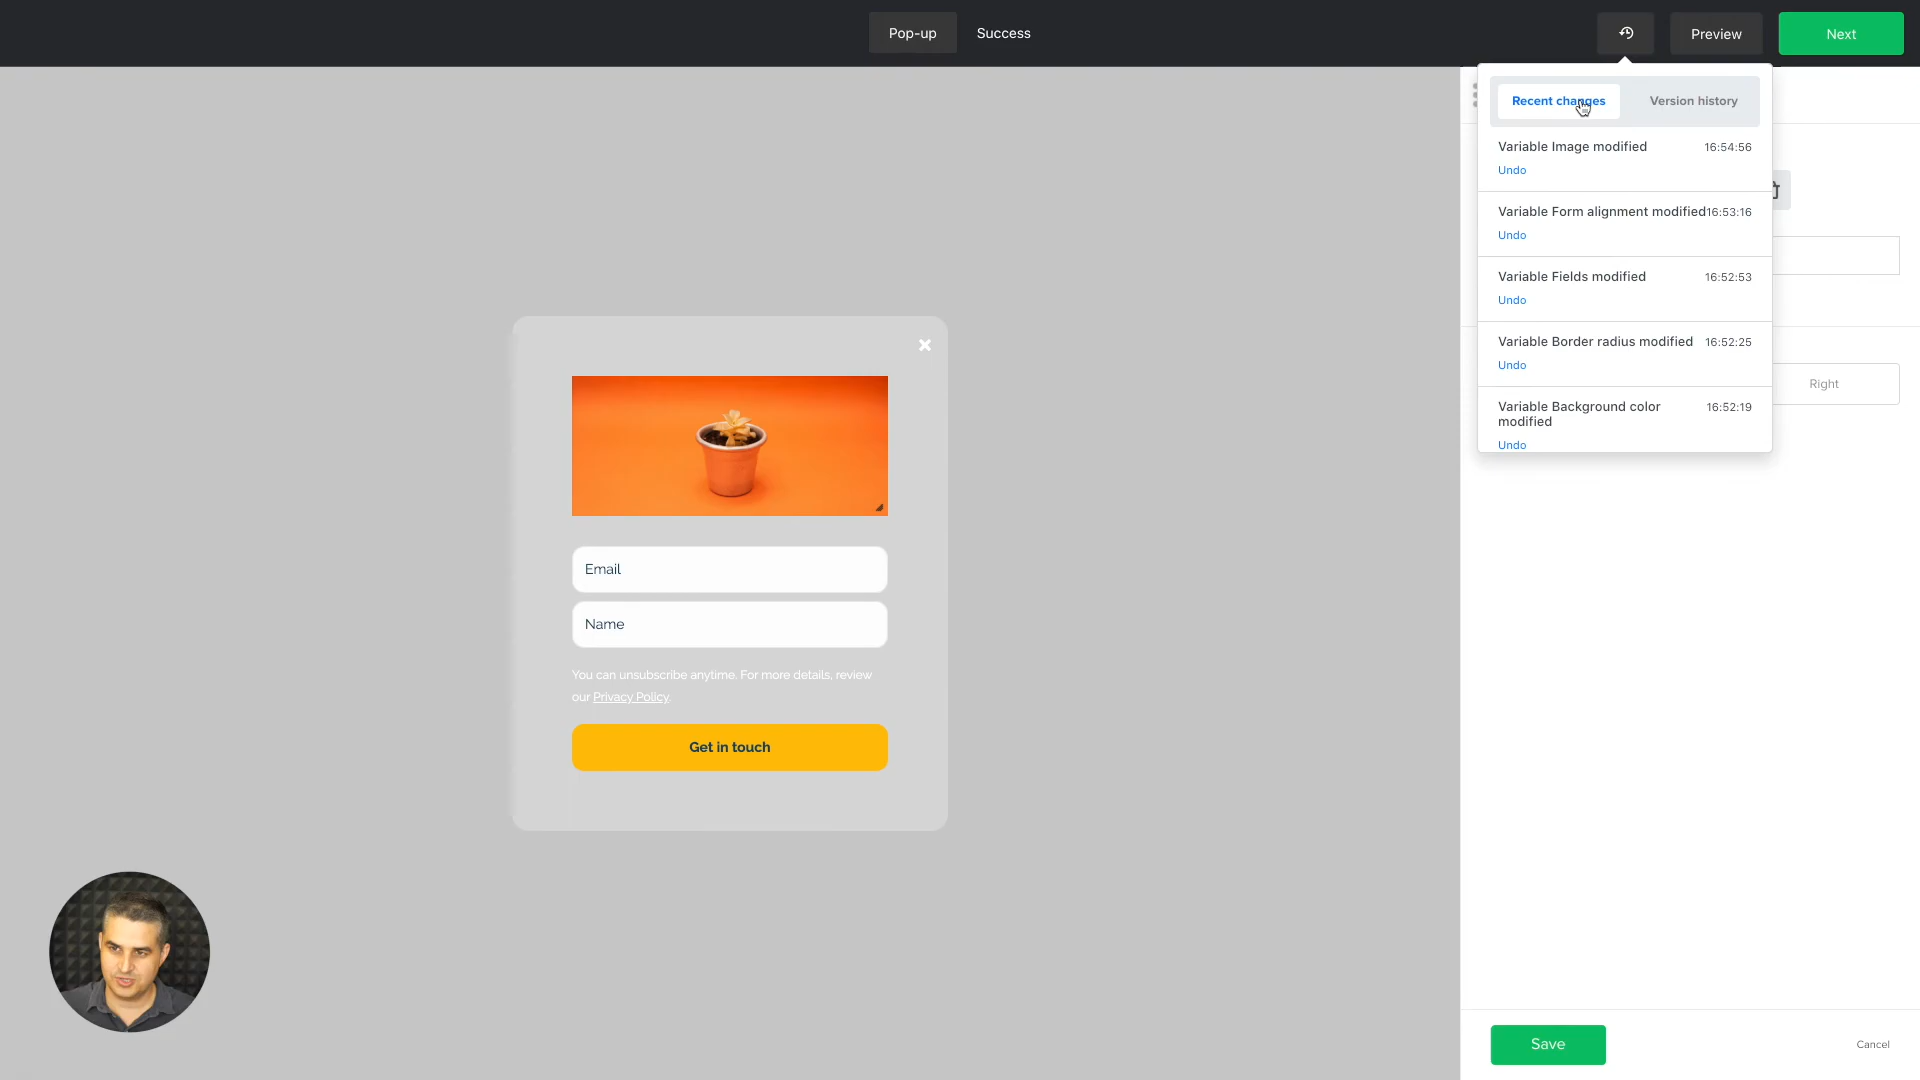 Pop-up
Success
Preview
Next
Recent changes
Version history
Variable Image modified
16:54:56
Undo
Variable Form alignment modified
16:53:16
Undo
Variable Fields modified
16:52:53
Undo
Variable Border radius modified
16:52:25
Undo
Variable Background color
modified
16:52:19
Undo
Right
Email
Name
You can unsubscribe anytime. For more details, review
our Privacy Policy.
Get in touch
Save
Cancel